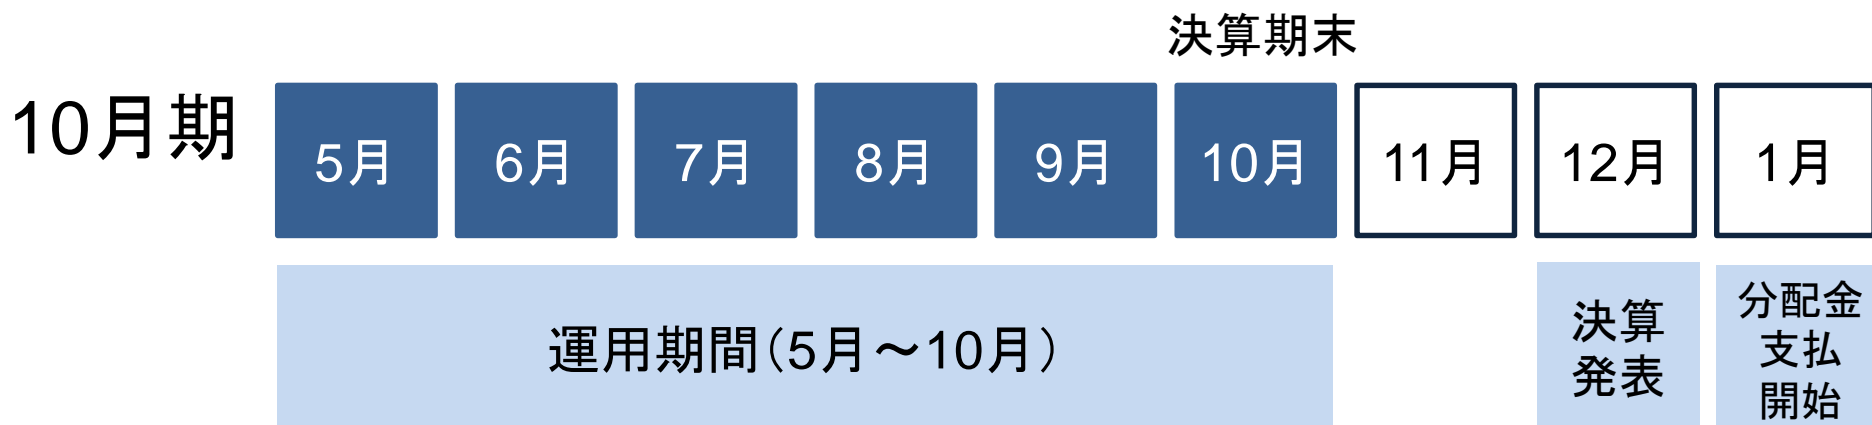 決算期末
10月期
5月
6月
7月
8月
9月
10月
11月
12月
1月
運用期間（5月～10月）
決算
発表
分配金
支払
開始